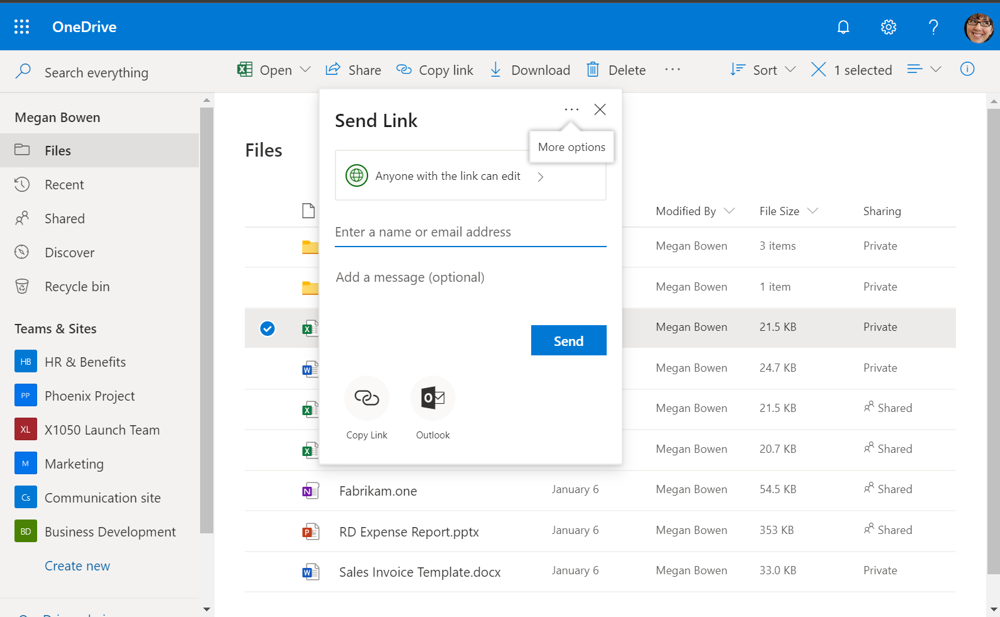 OneDrive
Search everything
Open
Share
Copy link
Download
Delete
Sort
1 selected
Megan Bowen
Files
Recent
Shared
Discover
Recycle bin
Teams & Sites
HB HR & Benefits
PP Phoenix Project
XL X1050 Launch Team
M Marketing
Cs Communication site
BD Business Development
Create new
Files
Send Link
More options
Anyone with the link can edit
Enter a name or email address
Add a message (optional)
Send
Copy Link
Outlook
Modified By File Size Sharing
Megan Bowen 3 items Private
Megan Bowen 1 item Private
Megan Bowen 21.5 KB Private
Megan Bowen 24.7 KB Private
Megan Bowen 21.5 KB Shared
Megan Bowen 20.7 KB Shared
Fabrikam.one January 6 Megan Bowen 54.5 KB Shared
RD Expense Report.pptx January 6 Megan Bowen 353 KB Shared
Sales Invoice Template.docx January 6 Megan Bowen 33.0 KB Private